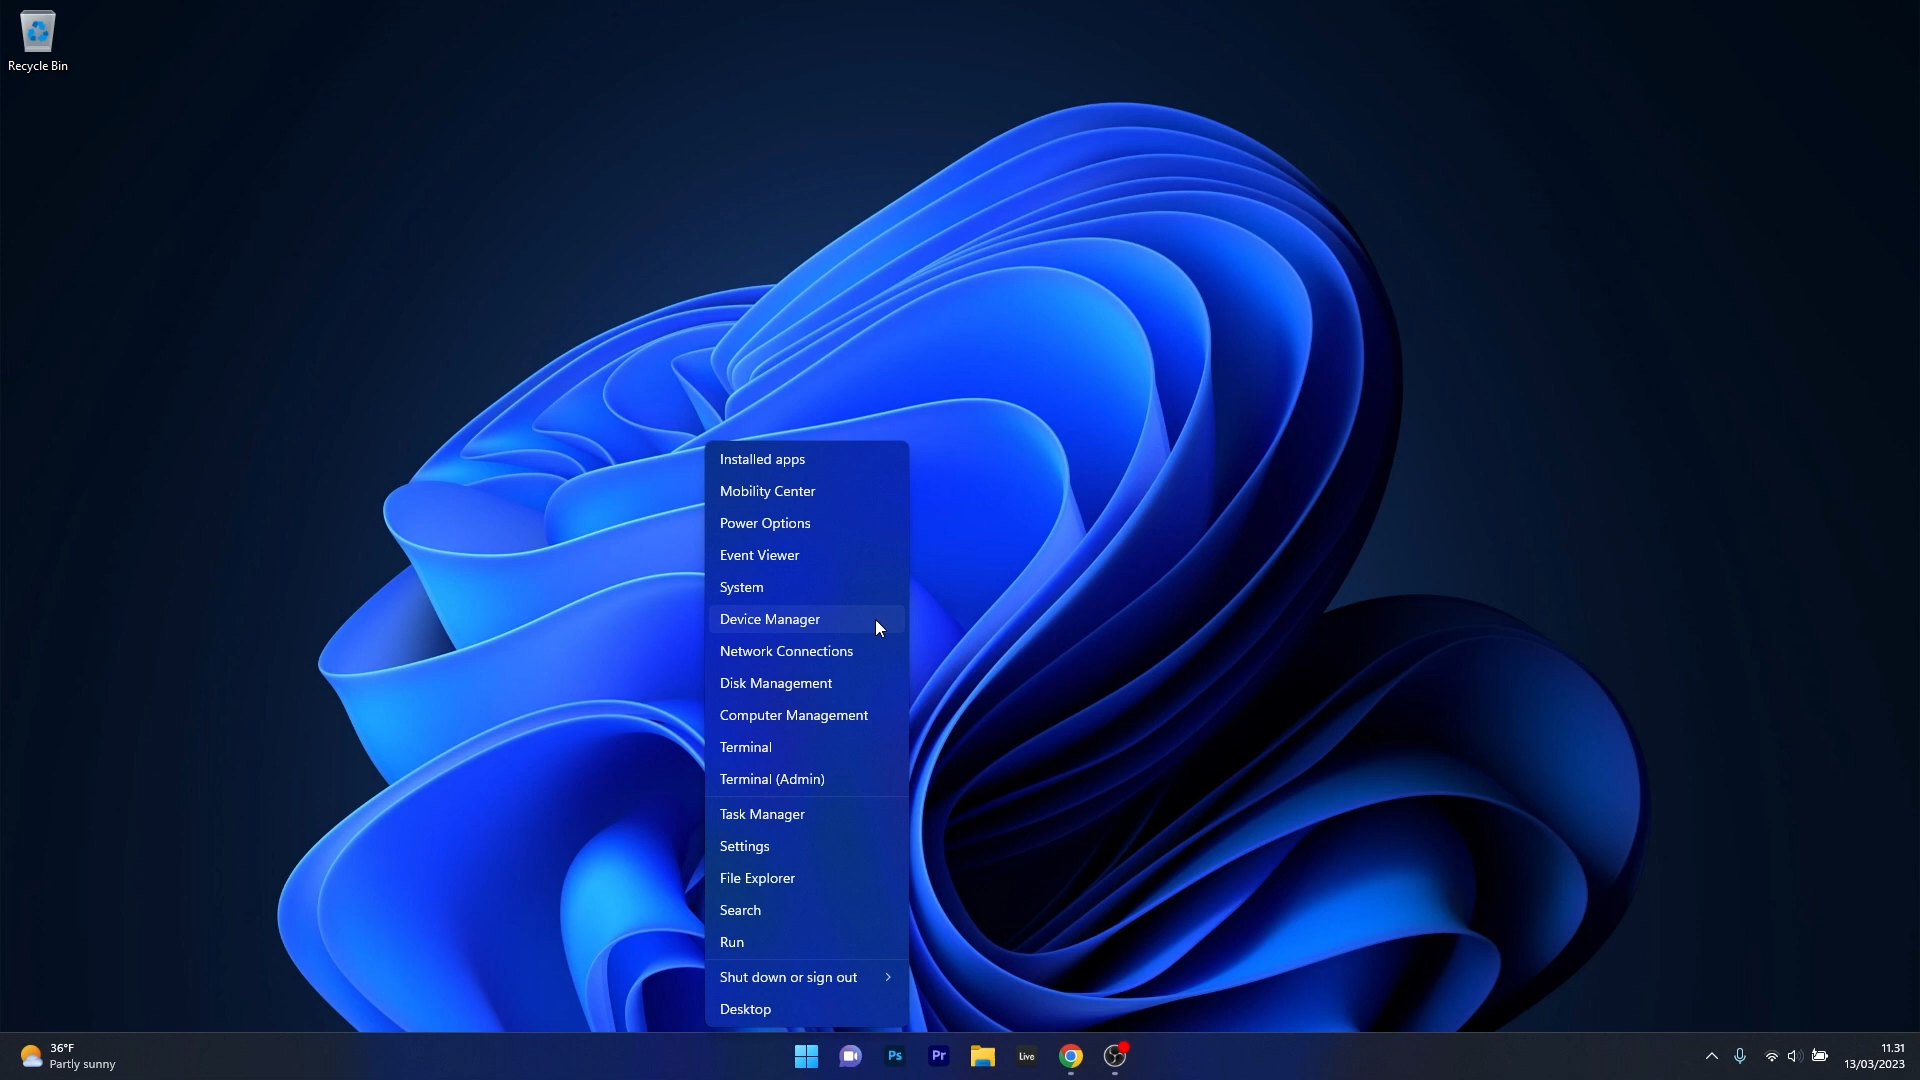 Recycle Bin
Installed apps
Mobility Center
Power Options
Event Viewer
System
Device Manager
Network Connections
Disk Management
Computer Management
Terminal
Terminal (Admin)
Task Manager
Settings
File Explorer
Search
Run
Shut down or sign out
Desktop
36°F
Partly sunny
Ps
Pr
Live
11.31
13/03/2023